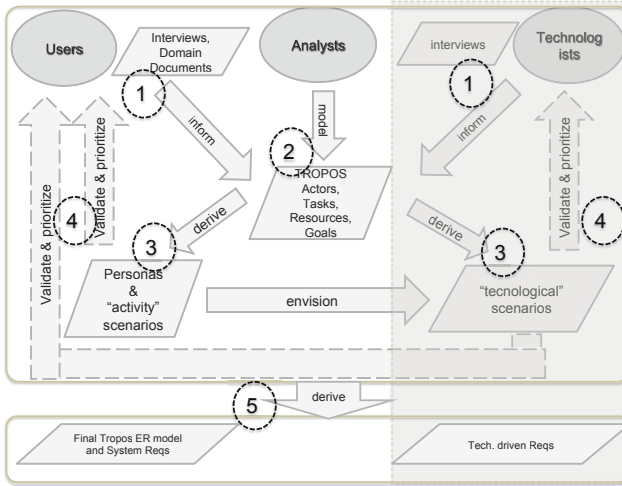 Users
Interviews,
Domain
Documents
Analysts
interviews
Technolog
ists
1
1
inform
model
inform
2
TROPOS
Actors,
Tasks,
Resources,
Goals
Validate & prioritize
Validate & prioritize
Validate & prioritize
4
4
derive
derive
3
3
Personas
&
“activity”
scenarios
envision
“tecnological”
scenarios
5
derive
Final Tropos ER model
and System Reqs
Tech. driven Reqs